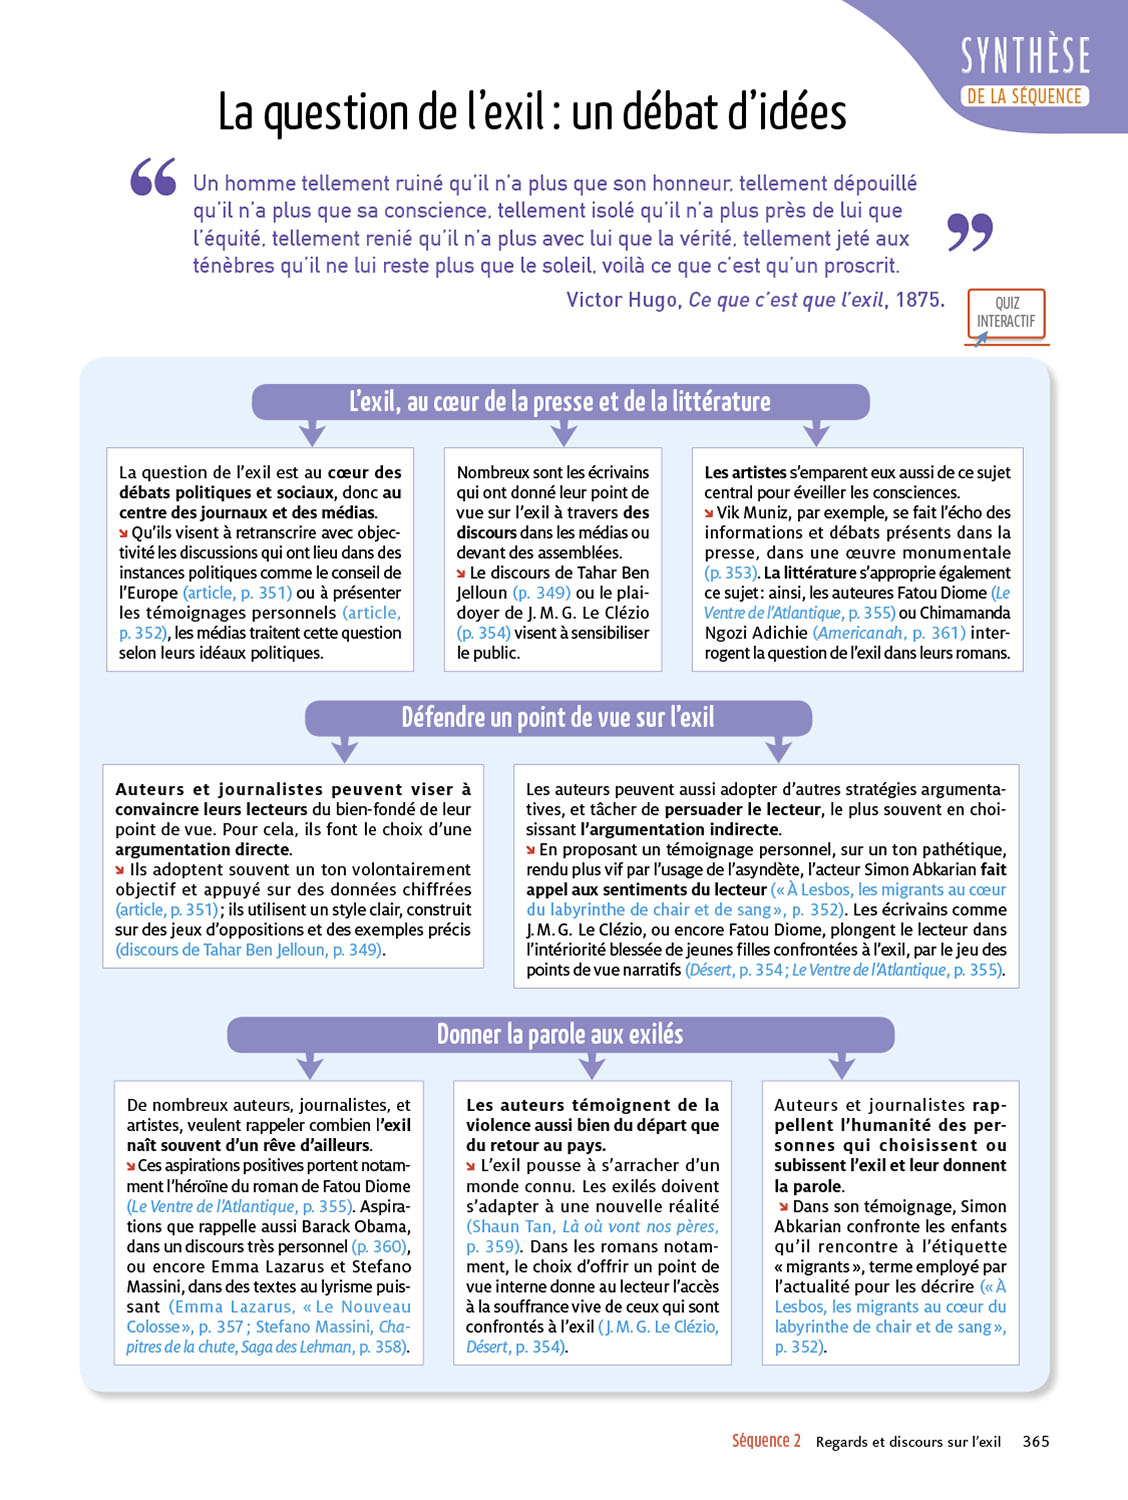 SYNTHÈSE
DE LA SÉQUENCE
La question de l'exil : un débat d'idées
“ Un homme tellement ruiné qu'il n'a plus que son honneur, tellement dépouillé
qu'il n'a plus que sa conscience, tellement isolé qu'il n'a plus près de lui que
l'équité, tellement renié qu'il n'a plus avec lui que la vérité, tellement jeté aux
ténèbres qu'il ne lui reste plus que le soleil, voilà ce que c'est qu'un proscrit. ”
Victor Hugo, Ce que c'est que l'exil, 1875.
QUIZ
INTERACTIF
L'exil, au cœur de la presse et de la littérature
La question de l'exil est au cœur des
débats politiques et sociaux, donc au
centre des journaux et des médias.
↘ Qu'ils visent à retranscrire avec objec-
tivité les discussions qui ont lieu dans des
instances politiques comme le conseil de
l'Europe (article, p. 351) ou à présenter
les témoignages personnels (article,
p. 352), les médias traitent cette question
selon leurs idéaux politiques.
Nombreux sont les écrivains
qui ont donné leur point de
vue sur l'exil à travers des
discours dans les médias ou
devant des assemblées.
↘ Le discours de Tahar Ben
Jelloun (p. 349) ou le plai-
doyer de J. M. G. Le Clézio
(p. 354) visent à sensibiliser
le public.
Les artistes s'emparent eux aussi de ce sujet
central pour éveiller les consciences.
↘ Vik Muniz, par exemple, se fait l'écho des
informations et débats présents dans la
presse, dans une œuvre monumentale
(p. 353). La littérature s'approprie également
ce sujet : ainsi, les auteures Fatou Diome (Le
Ventre de l'Atlantique, p. 355) ou Chimamanda
Ngozi Adichie (Americanah, p. 361) inter-
rogent la question de l'exil dans leurs romans.
Défendre un point de vue sur l'exil
Auteurs et journalistes peuvent viser à
convaincre leurs lecteurs du bien-fondé de leur
point de vue. Pour cela, ils font le choix d'une
argumentation directe.
↘ Ils adoptent souvent un ton volontairement
objectif et appuyé sur des données chiffrées
(article, p. 351) ; ils utilisent un style clair, construit
sur des jeux d'oppositions et des exemples précis
(discours de Tahar Ben Jelloun, p. 349).
Les auteurs peuvent aussi adopter d'autres stratégies argumenta-
tives, et tâcher de persuader le lecteur, le plus souvent en choi-
sissant l'argumentation indirecte.
↘ En proposant un témoignage personnel, sur un ton pathétique,
rendu plus vif par l'usage de l'asyndète, l'acteur Simon Abkarian fait
appel aux sentiments du lecteur (« À Lesbos, les migrants au cœur
du labyrinthe de chair et de sang », p. 352). Les écrivains comme
J. M. G. Le Clézio, ou encore Fatou Diome, plongent le lecteur dans
l'intériorité blessée de jeunes filles confrontées à l'exil, par le jeu des
points de vue narratifs (Désert, p. 354 ; Le Ventre de l'Atlantique, p. 355).
Donner la parole aux exilés
De nombreux auteurs, journalistes, et
artistes, veulent rappeler combien l'exil
naît souvent d'un rêve d'ailleurs.
↘ Ces aspirations positives portent notam-
ment l'héroïne du roman de Fatou Diome
(Le Ventre de l'Atlantique, p. 355). Aspira-
tions que rappelle aussi Barack Obama,
dans un discours très personnel (p. 360),
ou encore Emma Lazarus et Stefano
Massini, dans des textes au lyrisme puis-
sant (Emma Lazarus, « Le Nouveau
Colosse », p. 357 ; Stefano Massini, Cha-
pitres de la chute, Saga des Lehman, p. 358).
Les auteurs témoignent de la
violence aussi bien du départ que
du retour au pays.
↘ L'exil pousse à s'arracher d'un
monde connu. Les exilés doivent
s'adapter à une nouvelle réalité
(Shaun Tan, Là où vont nos pères,
p. 359). Dans les romans notam-
ment, le choix d'offrir un point de
vue interne donne au lecteur l'accès
à la souffrance vive de ceux qui sont
confrontés à l'exil (J. M. G. Le Clézio,
Désert, p. 354).
Auteurs et journalistes rap-
pellent l'humanité des per-
sonnes qui choisissent ou
subissent l'exil et leur donnent
la parole.
↘ Dans son témoignage, Simon
Abkarian confronte les enfants
qu'il rencontre à l'étiquette
« migrants », terme employé par
l'actualité pour les décrire (« À
Lesbos, les migrants au cœur du
labyrinthe de chair et de sang »,
p. 352).
Séquence 2 Regards et discours sur l'exil 365